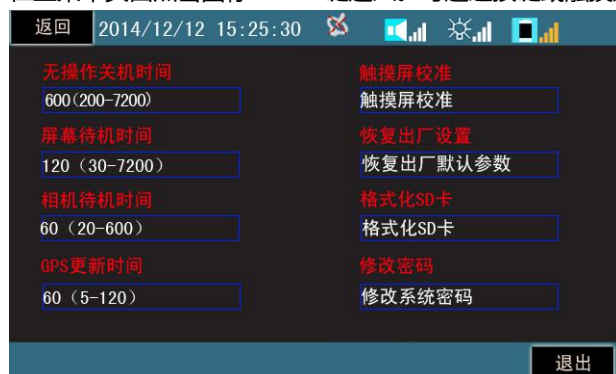 返回 2014/12/12 15:25:30
无操作关机时间
600(200-7200)
屏幕待机时间
120（30-7200）
相机待机时间
60（20-600）
GPS更新时间
60（5-120）
触摸屏校准
触摸屏校准
恢复出厂设置
恢复出厂默认参数
格式化SD卡
格式化SD卡
修改密码
修改系统密码
退出